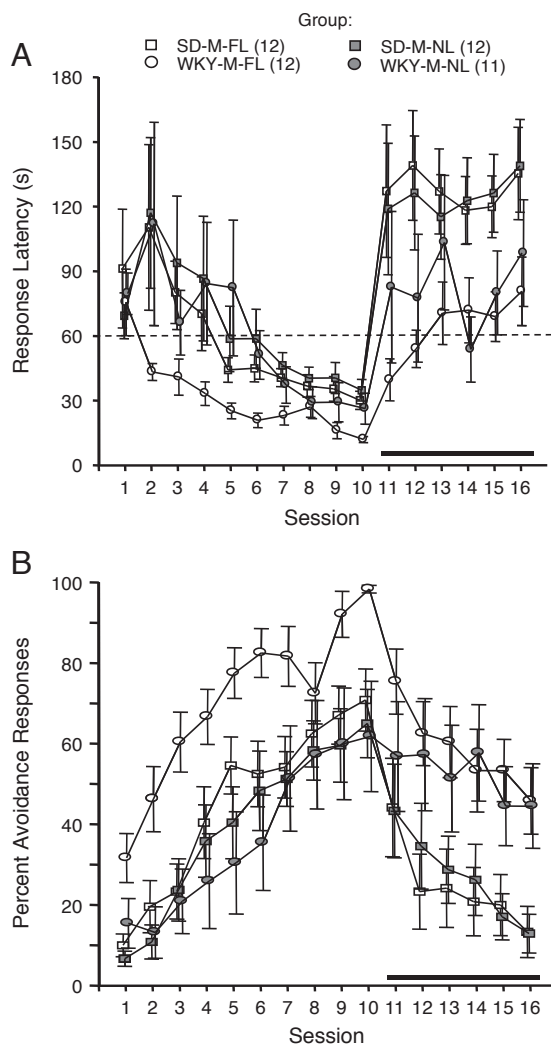 Group:
SD-M-FL (12) SD-M-NL (12)
WKY-M-FL (12) WKY-M-NL (11)
A
180
150
120
90
60
30
0
Response Latency (s)
1 2 3 4 5 6 7 8 9 10 11 12 13 14 15 16
Session
B
100
80
60
40
20
0
Percent Avoidance Responses
1 2 3 4 5 6 7 8 9 10 11 12 13 14 15 16
Session